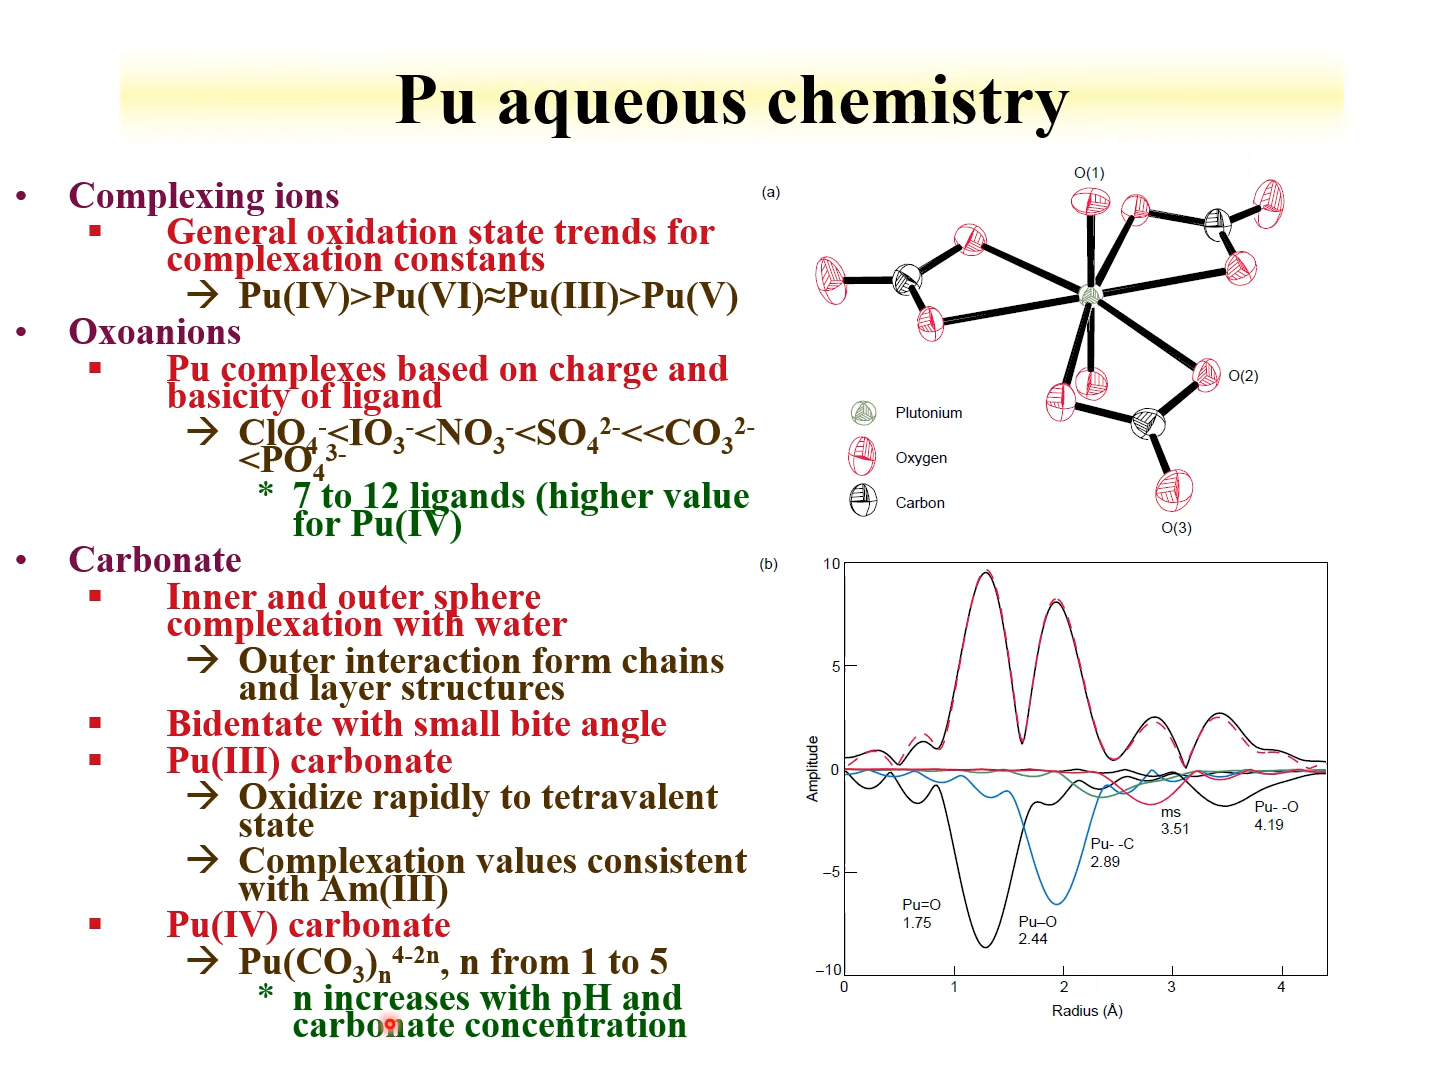 Pu aqueous chemistry
• Complexing ions
▪ General oxidation state trends for
complexation constants
→ Pu(IV)>Pu(VI)≈Pu(III)>Pu(V)
• Oxoanions
▪ Pu complexes based on charge and
basicity of ligand
→ ClO₄⁻<IO₃⁻<NO₃⁻<SO₄²⁻<<CO₃²⁻
<PO₄³⁻
* 7 to 12 ligands (higher value
for Pu(IV)
• Carbonate
▪ Inner and outer sphere
complexation with water
→ Outer interaction form chains
and layer structures
▪ Bidentate with small bite angle
▪ Pu(III) carbonate
→ Oxidize rapidly to tetravalent
state
→ Complexation values consistent
with Am(III)
▪ Pu(IV) carbonate
→ Pu(CO₃)ₙ⁴⁻²ⁿ, n from 1 to 5
* n increases with pH and
carbonate concentration
(a)
O(1)
O(2)
O(3)
Plutonium
Oxygen
Carbon
(b)
10
5
0
–5
–10
Amplitude
Pu=O
1.75
Pu–O
2.44
Pu- -C
2.89
ms
3.51
Pu- -O
4.19
0 1 2 3 4
Radius (Å)